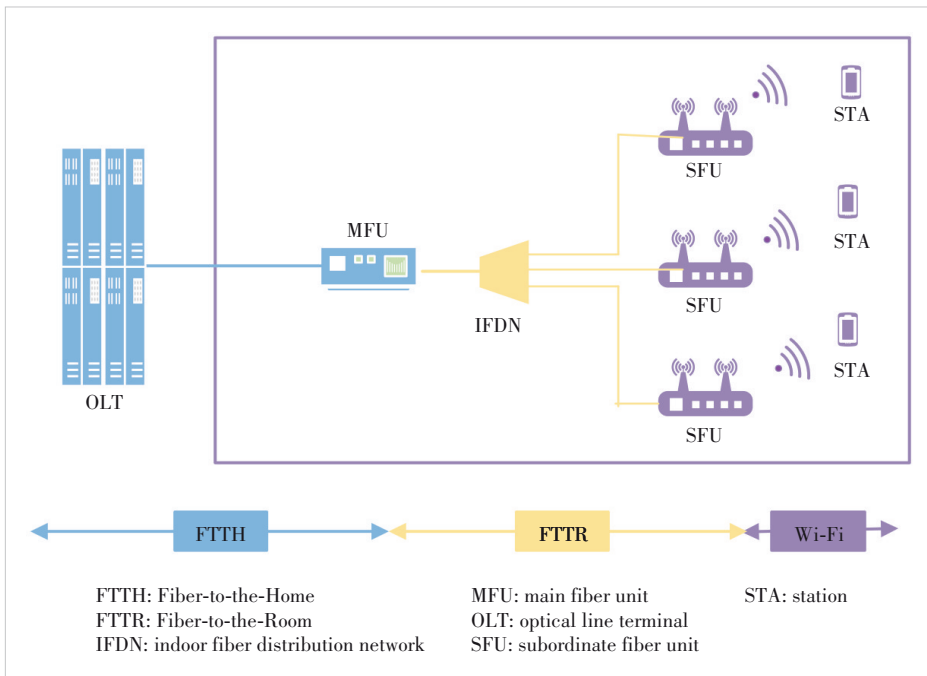 STA
SFU
MFU
STA
SFU
IFDN
STA
OLT
SFU
FTTH
FTTR
Wi-Fi
FTTH: Fiber-to-the-Home
FTTR: Fiber-to-the-Room
IFDN: indoor fiber distribution network
MFU: main fiber unit
OLT: optical line terminal
SFU: subordinate fiber unit
STA: station